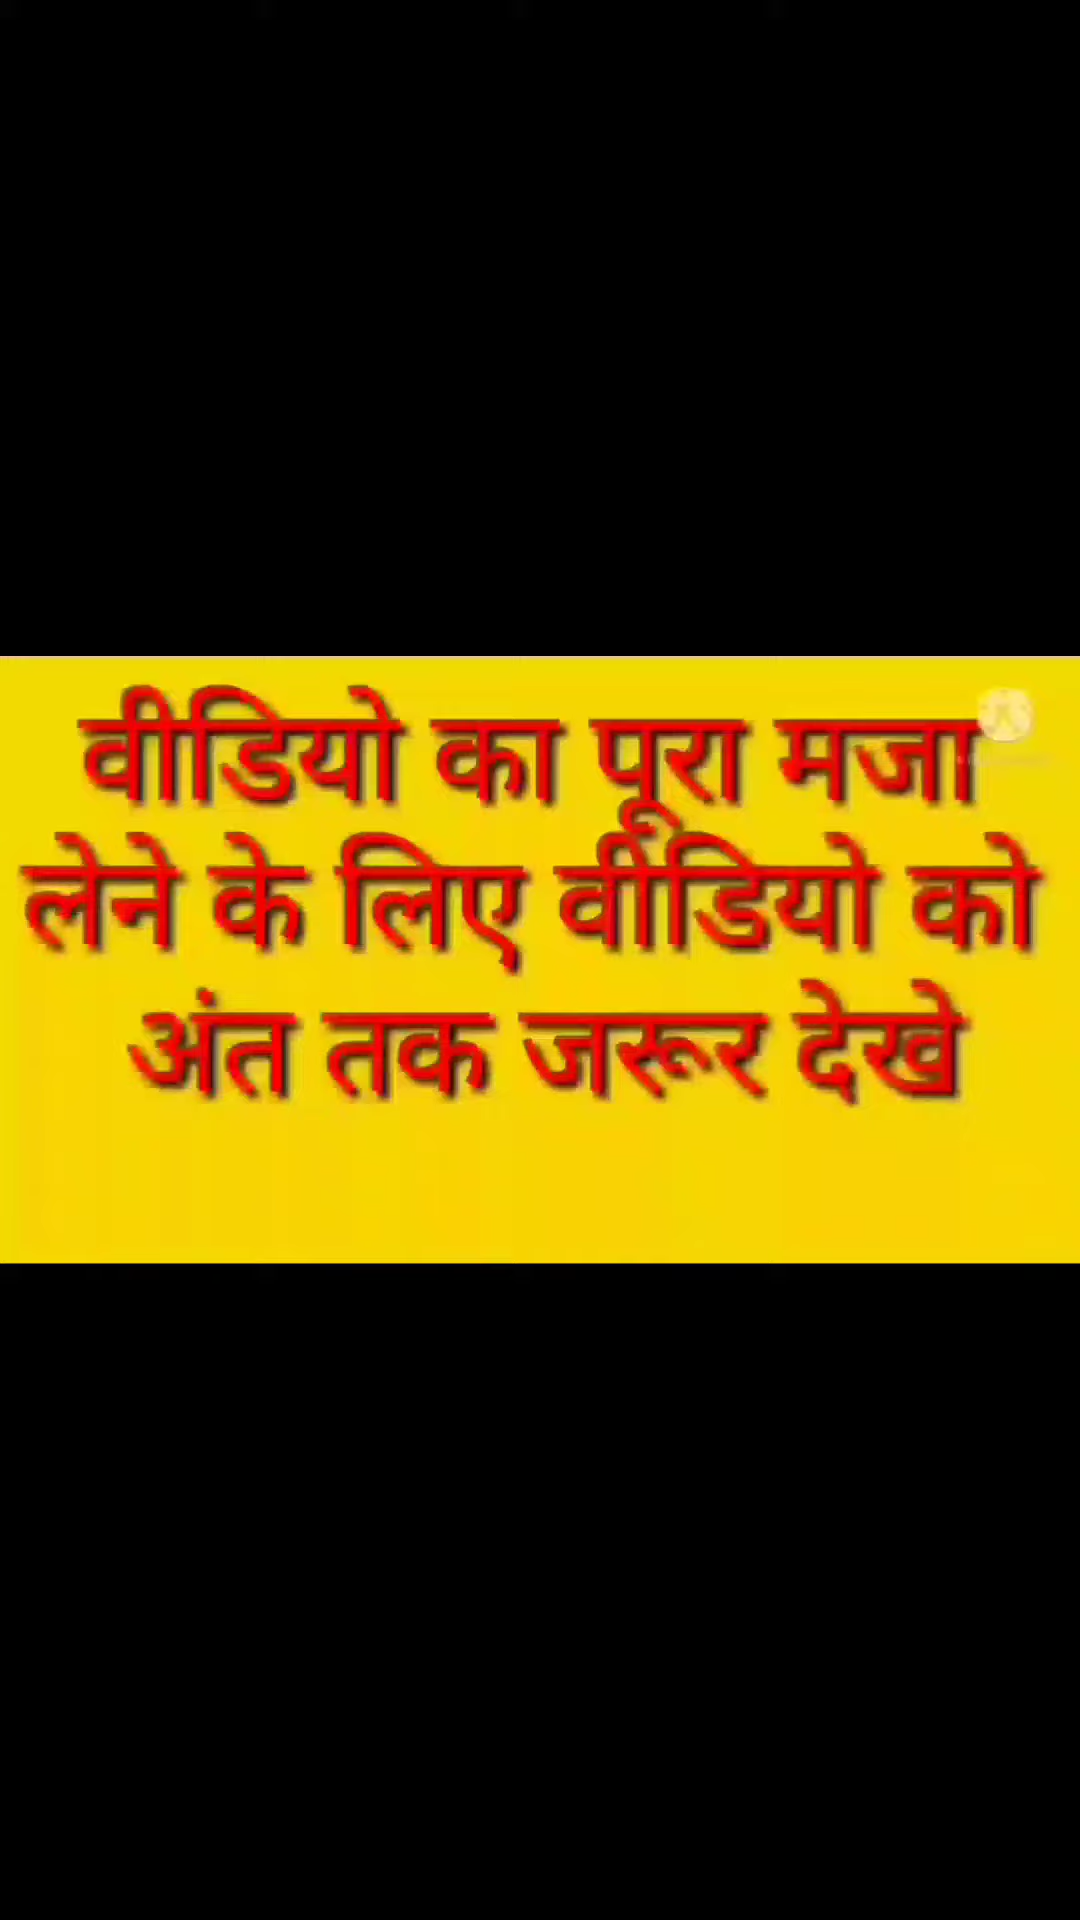 वीडियो का पूरा मजा
लेने के लिए वीडियो को
अंत तक जरूर देखे